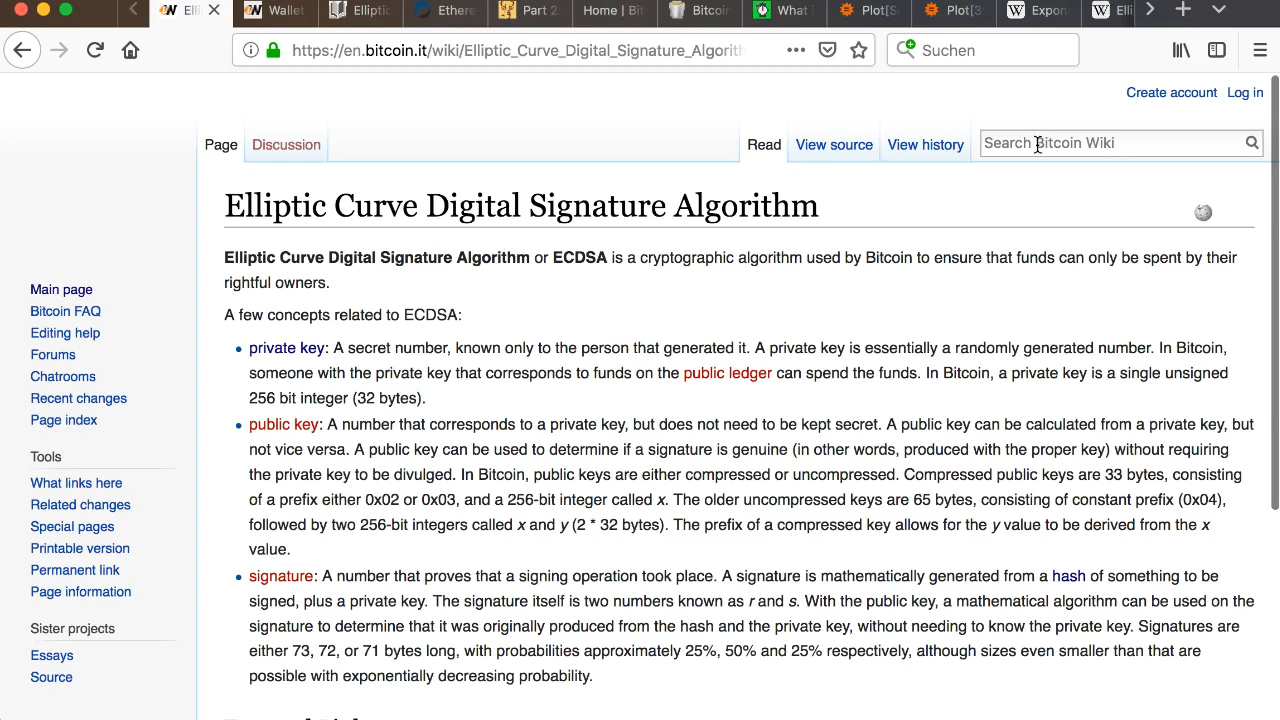 Elli
Wallet
Elliptic
Ethere
Part 2
Home | Bit
Bitcoin
What i
Plot[S
Plot[3
Expon
Elli
https://en.bitcoin.it/wiki/Elliptic_Curve_Digital_Signature_Algorith
Suchen
Create account Log in
Page Discussion Read View source View history Search Bitcoin Wiki
Elliptic Curve Digital Signature Algorithm
Elliptic Curve Digital Signature Algorithm or ECDSA is a cryptographic algorithm used by Bitcoin to ensure that funds can only be spent by their
rightful owners.
A few concepts related to ECDSA:
private key: A secret number, known only to the person that generated it. A private key is essentially a randomly generated number. In Bitcoin,
someone with the private key that corresponds to funds on the public ledger can spend the funds. In Bitcoin, a private key is a single unsigned
256 bit integer (32 bytes).
public key: A number that corresponds to a private key, but does not need to be kept secret. A public key can be calculated from a private key, but
not vice versa. A public key can be used to determine if a signature is genuine (in other words, produced with the proper key) without requiring
the private key to be divulged. In Bitcoin, public keys are either compressed or uncompressed. Compressed public keys are 33 bytes, consisting
of a prefix either 0x02 or 0x03, and a 256-bit integer called x. The older uncompressed keys are 65 bytes, consisting of constant prefix (0x04),
followed by two 256-bit integers called x and y (2 * 32 bytes). The prefix of a compressed key allows for the y value to be derived from the x
value.
signature: A number that proves that a signing operation took place. A signature is mathematically generated from a hash of something to be
signed, plus a private key. The signature itself is two numbers known as r and s. With the public key, a mathematical algorithm can be used on the
signature to determine that it was originally produced from the hash and the private key, without needing to know the private key. Signatures are
either 73, 72, or 71 bytes long, with probabilities approximately 25%, 50% and 25% respectively, although sizes even smaller than that are
possible with exponentially decreasing probability.
Main page
Bitcoin FAQ
Editing help
Forums
Chatrooms
Recent changes
Page index
Tools
What links here
Related changes
Special pages
Printable version
Permanent link
Page information
Sister projects
Essays
Source